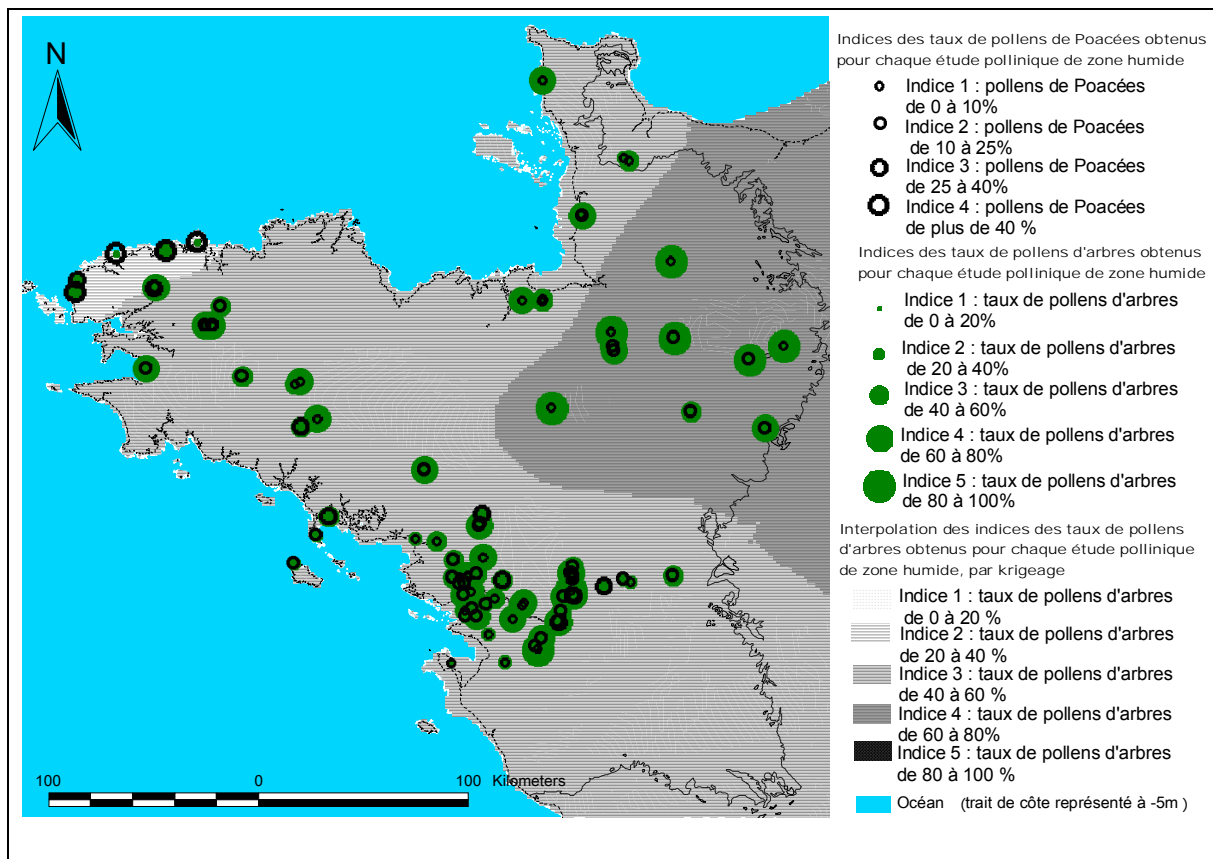 N
100
0
100
Kilometers
Indices des taux de pollens de Poacées obtenus
pour chaque étude pollinique de zone humide
Indice 1 : pollens de Poacées
de 0 à 10%
Indice 2 : pollens de Poacées
de 10 à 25%
Indice 3 : pollens de Poacées
de 25 à 40%
Indice 4 : pollens de Poacées
de plus de 40 %
Indices des taux de pollens d'arbres obtenus
pour chaque étude pollinique de zone humide
Indice 1 : taux de pollens d'arbres
de 0 à 20%
Indice 2 : taux de pollens d'arbres
de 20 à 40%
Indice 3 : taux de pollens d'arbres
de 40 à 60%
Indice 4 : taux de pollens d'arbres
de 60 à 80%
Indice 5 : taux de pollens d'arbres
de 80 à 100%
Interpolation des indices des taux de pollens
d'arbres obtenus pour chaque étude pollinique
de zone humide, par krigeage
Indice 1 : taux de pollens d'arbres
de 0 à 20 %
Indice 2 : taux de pollens d'arbres
de 20 à 40 %
Indice 3 : taux de pollens d'arbres
de 40 à 60 %
Indice 4 : taux de pollens d'arbres
de 60 à 80%
Indice 5 : taux de pollens d'arbres
de 80 à 100 %
Océan (trait de côte représenté à -5m )